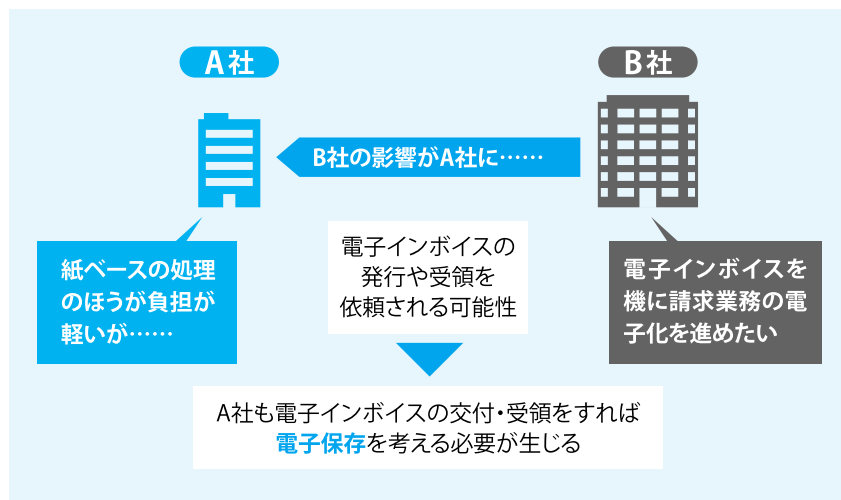 A社
B社
B社の影響がA社に……
紙ベースの処理
のほうが負担が
軽いが……
電子インボイスの
発行や受領を
依頼される可能性
電子インボイスを
機に請求業務の電
子化を進めたい
A社も電子インボイスの交付・受領をすれば
電子保存を考える必要が生じる